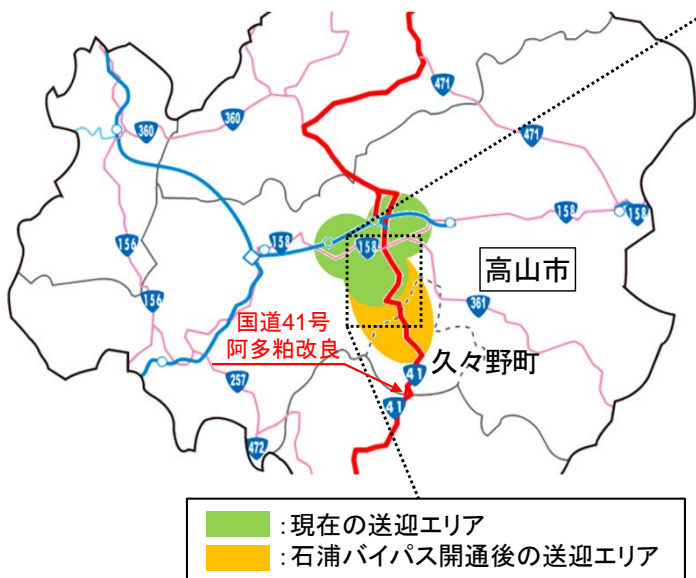 471
360
360
471
158
158
158
158
156
高山市
156
361
国道41号
阿多粕改良
久々野町
41
257
41
472
:現在の送迎エリア
:石浦バイパス開通後の送迎エリア